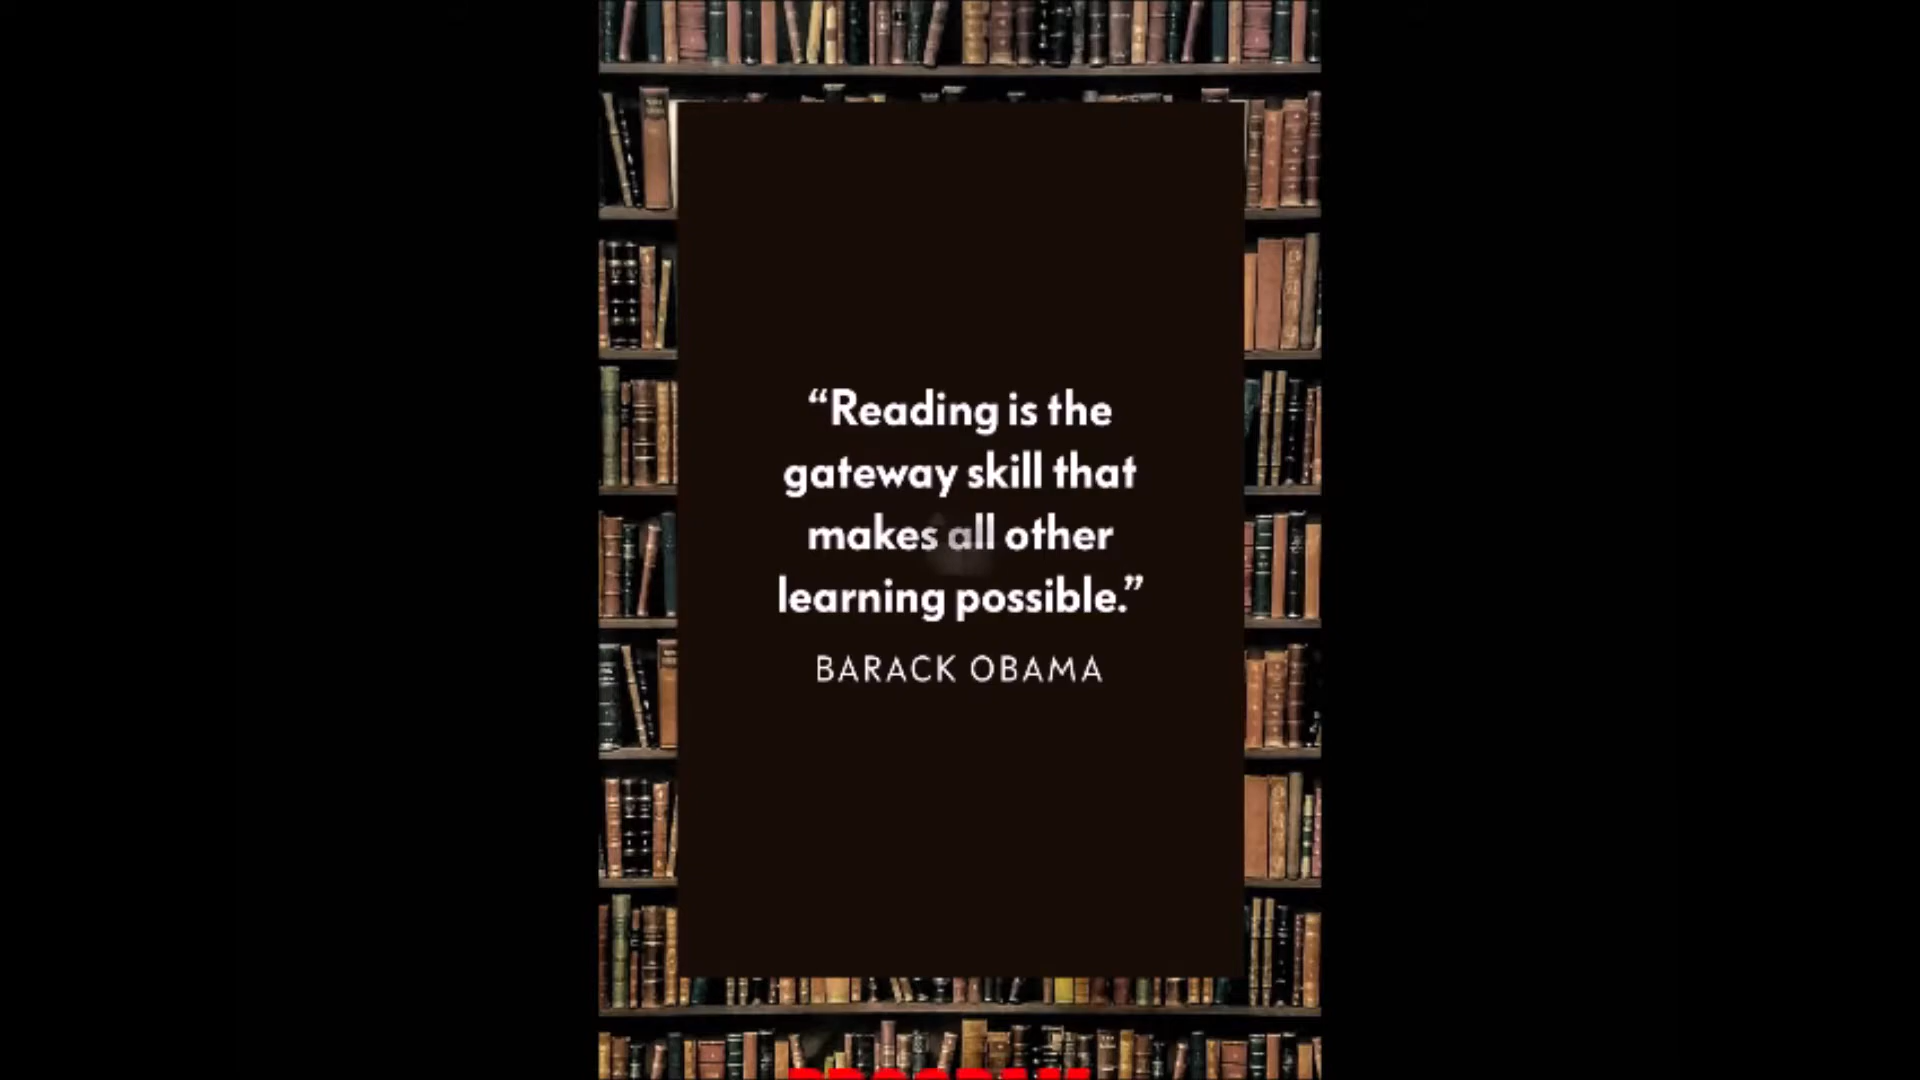 “Reading is the
gateway skill that
makes all other
learning possible.”
BARACK OBAMA